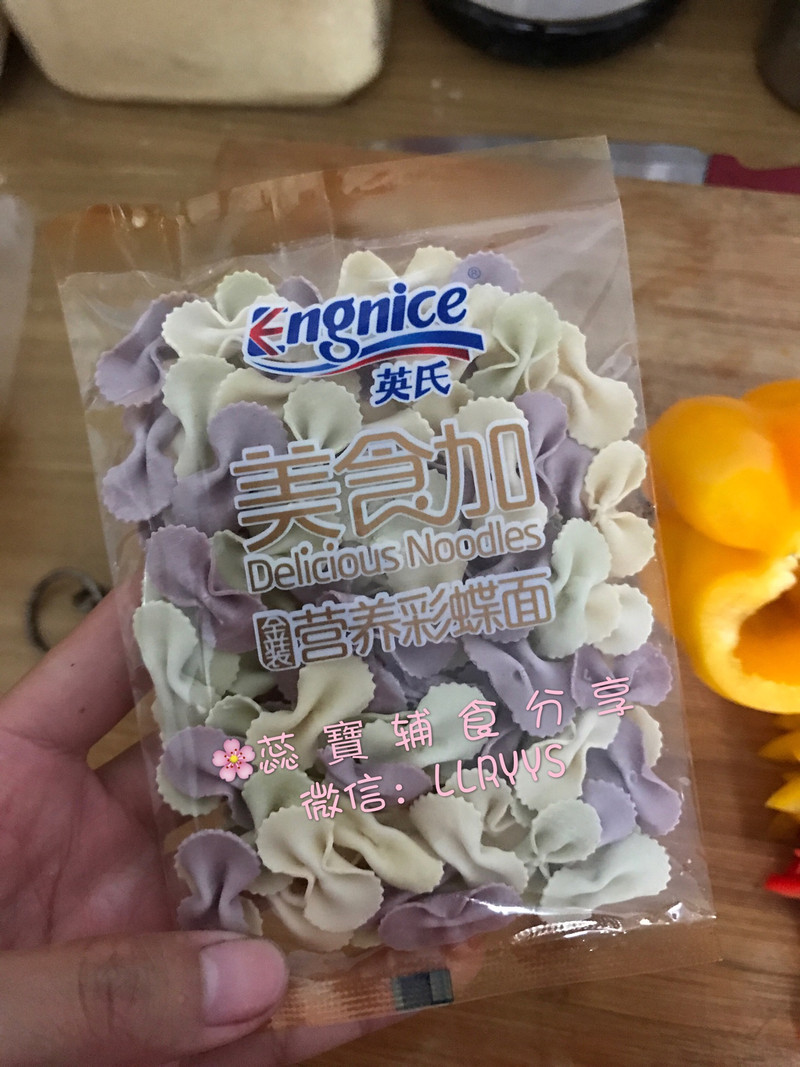 Engnice®
英氏
美食加
Delicious Noodles
金装营养彩蝶面
蕊寶辅食分享
微信：LLRYYS